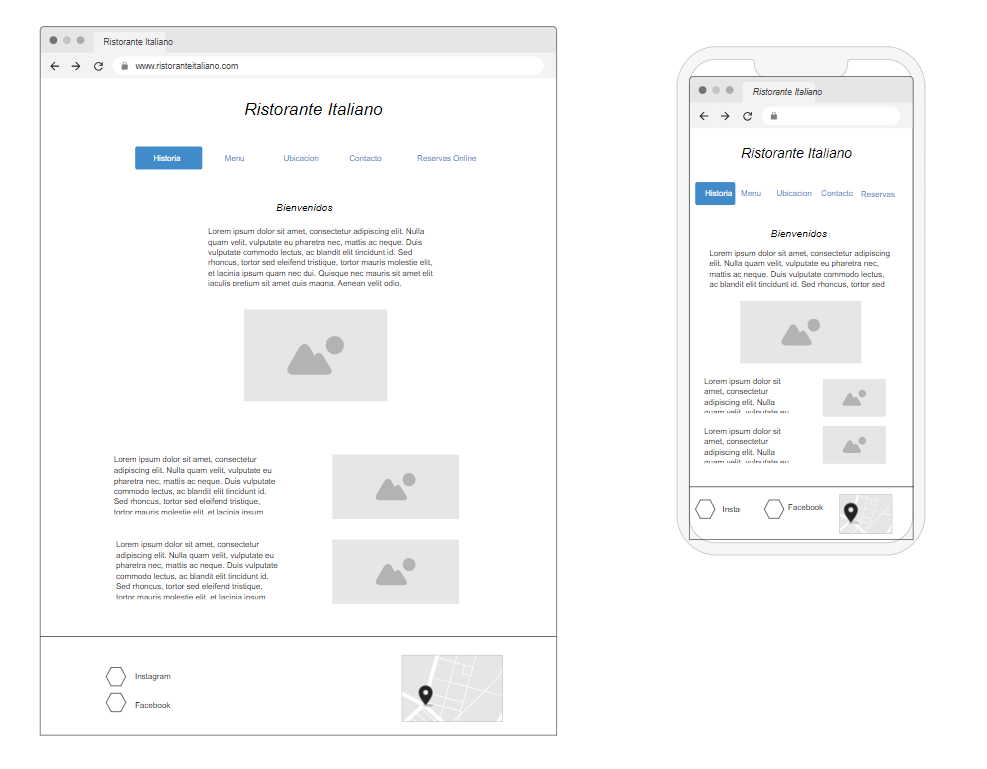 Ristorante Italiano
www.ristoranteitaliano.com
Ristorante Italiano
Historia Menu Ubicacion Contacto Reservas Online
Bienvenidos
Lorem ipsum dolor sit amet, consectetur adipiscing elit. Nulla
quam velit, vulputate eu pharetra nec, mattis ac neque. Duis
vulputate commodo lectus, ac blandit elit tincidunt id. Sed
rhoncus, tortor sed eleifend tristique, tortor mauris molestie elit,
et lacinia ipsum quam nec dui. Quisque nec mauris sit amet elit
iaculis pretium sit amet quis magna. Aenean velit odio,
Lorem ipsum dolor sit amet, consectetur
adipiscing elit. Nulla quam velit, vulputate eu
pharetra nec, mattis ac neque. Duis vulputate
commodo lectus, ac blandit elit tincidunt id.
Sed rhoncus, tortor sed eleifend tristique,
tortor mauris molestie elit, et lacinia ipsum
Lorem ipsum dolor sit amet, consectetur
adipiscing elit. Nulla quam velit, vulputate eu
pharetra nec, mattis ac neque. Duis vulputate
commodo lectus, ac blandit elit tincidunt id.
Sed rhoncus, tortor sed eleifend tristique,
tortor mauris molestie elit, et lacinia ipsum
Instagram
Facebook
Ristorante Italiano
Ristorante Italiano
Historia Menu Ubicacion Contacto Reservas
Bienvenidos
Lorem ipsum dolor sit amet, consectetur adipiscing
elit. Nulla quam velit, vulputate eu pharetra nec,
mattis ac neque. Duis vulputate commodo lectus,
ac blandit elit tincidunt id. Sed rhoncus, tortor sed
Lorem ipsum dolor sit
amet, consectetur
adipiscing elit. Nulla
quam velit, vulputate eu
Lorem ipsum dolor sit
amet, consectetur
adipiscing elit. Nulla
quam velit, vulputate eu
Insta
Facebook